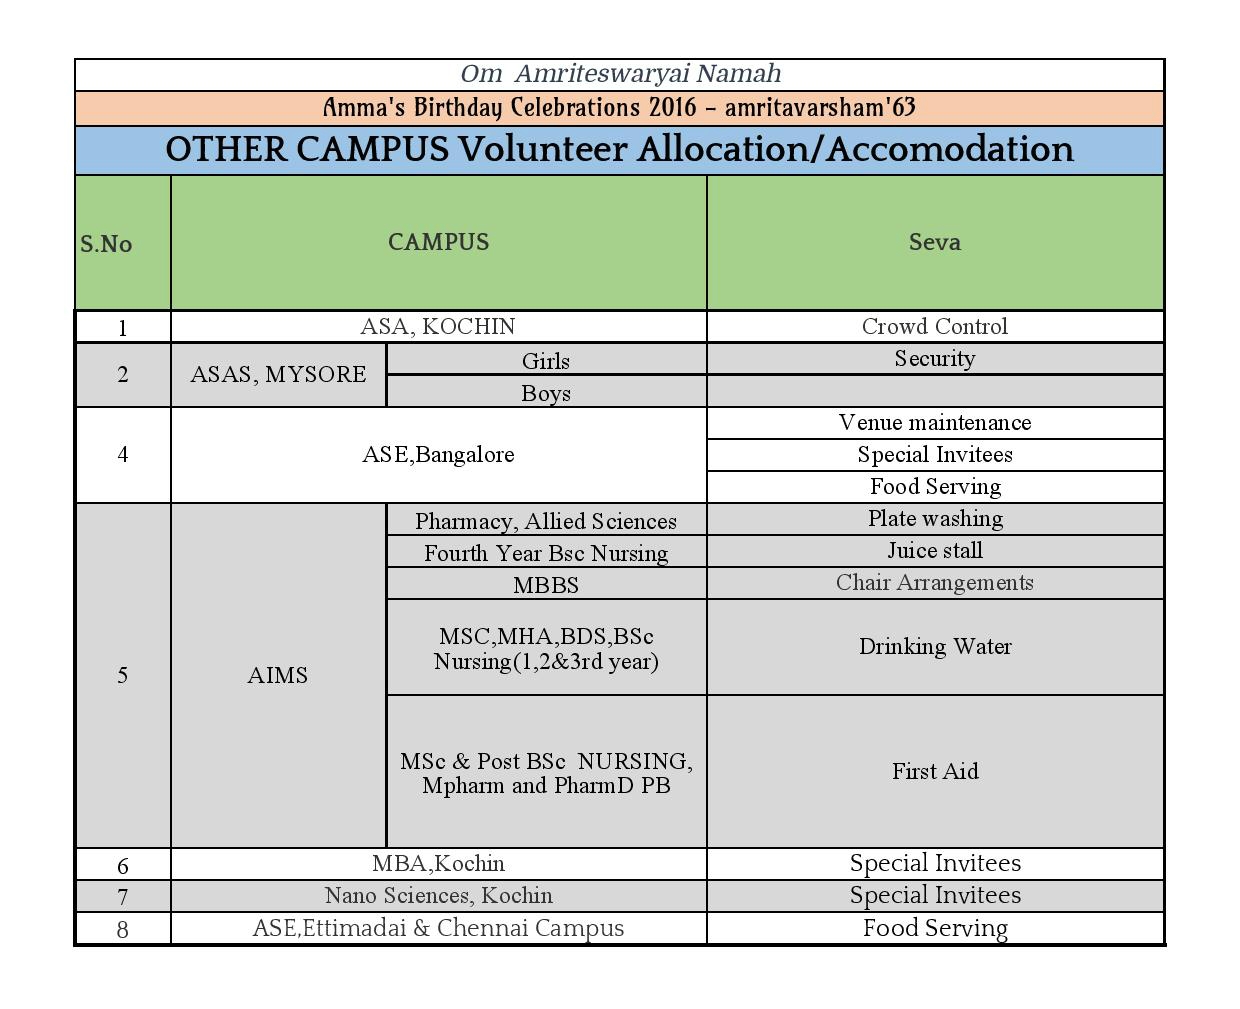 Om Amriteswaryai Namah
Amma's Birthday Celebrations 2016 - amritavarsham'63
OTHER CAMPUS Volunteer Allocation/Accomodation
S.No CAMPUS Seva
1 ASA, KOCHIN Crowd Control
2 ASAS, MYSORE Girls Security
Boys
4 ASE,Bangalore Venue maintenance
Special Invitees
Food Serving
5 AIMS Pharmacy, Allied Sciences Plate washing
Fourth Year Bsc Nursing Juice stall
MBBS Chair Arrangements
MSC,MHA,BDS,BSc
Nursing(1,2&3rd year) Drinking Water
MSc & Post BSc NURSING,
Mpharm and PharmD PB First Aid
6 MBA,Kochin Special Invitees
7 Nano Sciences, Kochin Special Invitees
8 ASE,Ettimadai & Chennai Campus Food Serving